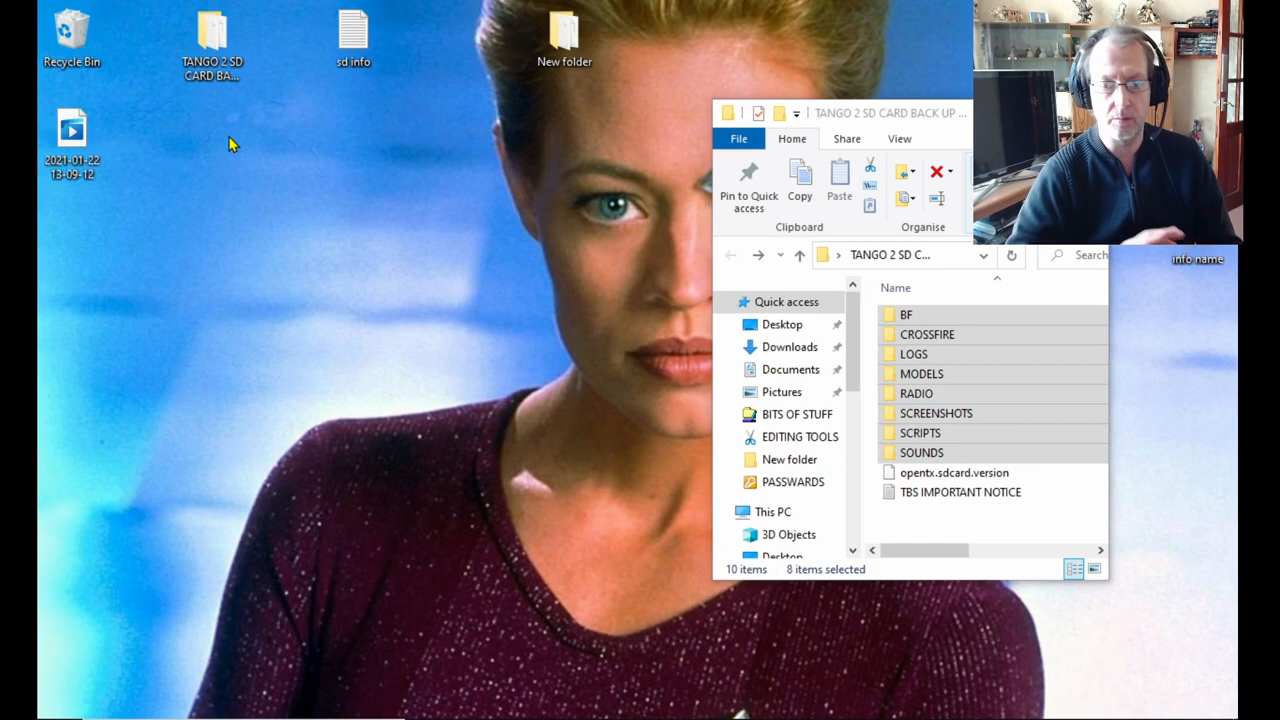 Recycle Bin
TANGO 2 SD
CARD BA...
sd info
New folder
2021-01-22
13-09-12
TANGO 2 SD CARD BACK UP ...
File
Home
Share
View
Pin to Quick
access
Copy
Paste
Clipboard
Organise
TANGO 2 SD C...
Search
info name
Name
Quick access
Desktop
Downloads
Documents
Pictures
BITS OF STUFF
EDITING TOOLS
New folder
PASSWORDS
This PC
3D Objects
Desktop
BF
CROSSFIRE
LOGS
MODELS
RADIO
SCREENSHOTS
SCRIPTS
SOUNDS
opentx.sdcard.version
TBS IMPORTANT NOTICE
10 items
8 items selected